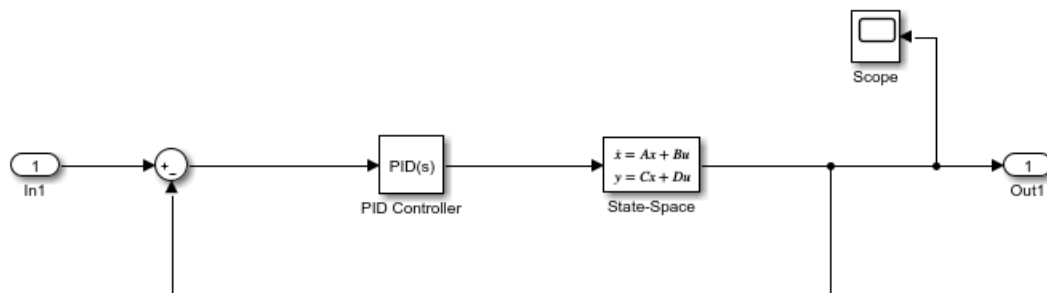 Scope
1
In1
+
−
PID(s)
PID Controller
ẋ = Ax + Bu
y = Cx + Du
State-Space
1
Out1